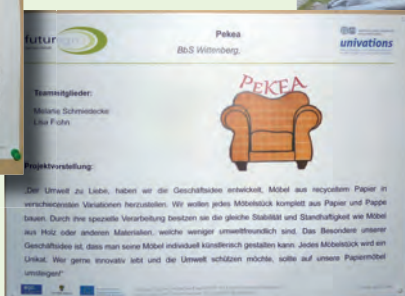 futurego
Pekea
BbS Wittenberg,
univations
Teammitglieder:
Melanie Schmiedecke
Lisa Frohn
PEKEA
Projektvorstellung:
„Der Umwelt zu Liebe, haben wir die Geschäftsidee entwickelt, Möbel aus recyceltem Papier in
verschiedensten Variationen herzustellen. Wir wollen jedes Möbelstück komplett aus Papier und Pappe
bauen. Durch ihre spezielle Verarbeitung besitzen sie die gleiche Stabilität und Standhaftigkeit wie Möbel
aus Holz oder anderen Materialien, welche weniger umweltfreundlich sind. Das Besondere unserer
Geschäftsidee ist, dass man seine Möbel individuell künstlerisch gestalten kann. Jedes Möbelstück wird ein
Unikat. Wer gerne innovativ lebt und die Umwelt schützen möchte, sollte auf unsere Papiermöbel
umsteigen!“